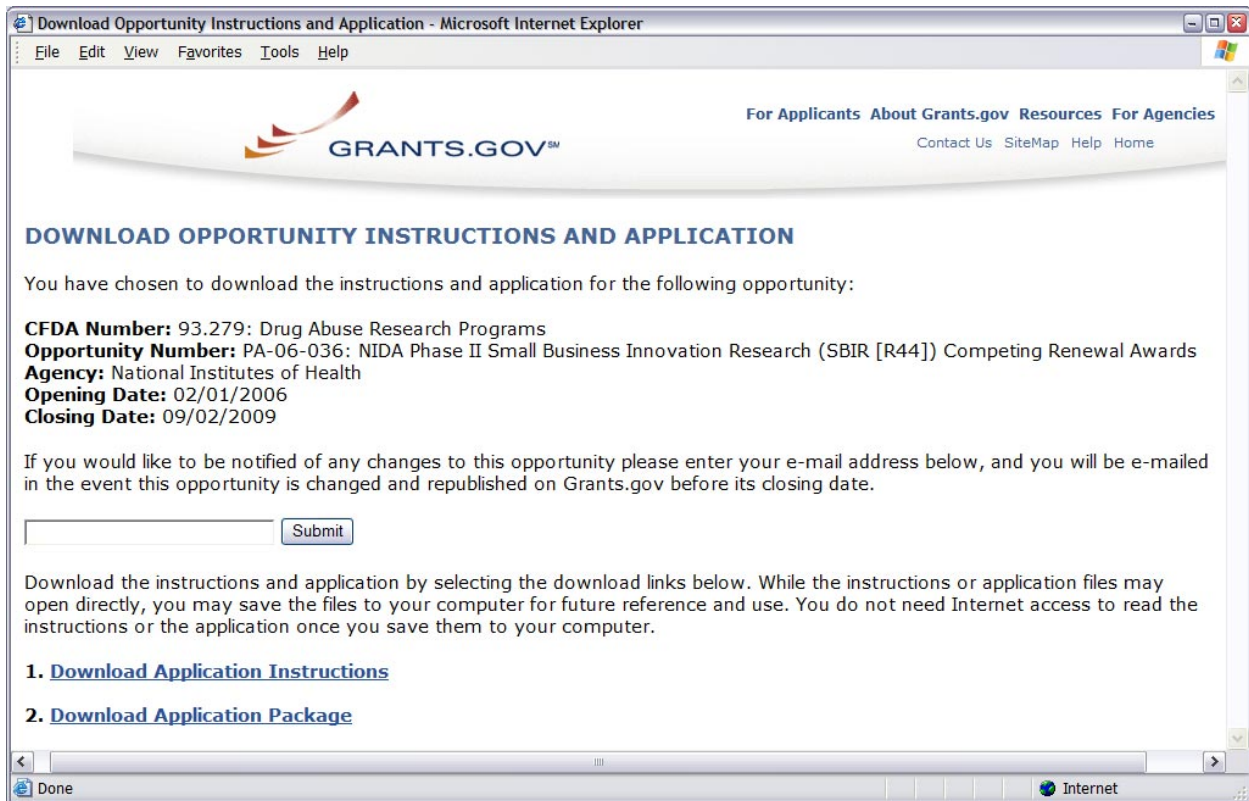 Download Opportunity Instructions and Application - Microsoft Internet Explorer
File Edit View Favorites Tools Help
For Applicants About Grants.gov Resources For Agencies
GRANTS.GOV℠
Contact Us SiteMap Help Home
DOWNLOAD OPPORTUNITY INSTRUCTIONS AND APPLICATION
You have chosen to download the instructions and application for the following opportunity:
CFDA Number: 93.279: Drug Abuse Research Programs
Opportunity Number: PA-06-036: NIDA Phase II Small Business Innovation Research (SBIR [R44]) Competing Renewal Awards
Agency: National Institutes of Health
Opening Date: 02/01/2006
Closing Date: 09/02/2009
If you would like to be notified of any changes to this opportunity please enter your e-mail address below, and you will be e-mailed
in the event this opportunity is changed and republished on Grants.gov before its closing date.
Submit
Download the instructions and application by selecting the download links below. While the instructions or application files may
open directly, you may save the files to your computer for future reference and use. You do not need Internet access to read the
instructions or the application once you save them to your computer.
1. Download Application Instructions
2. Download Application Package
Done
Internet